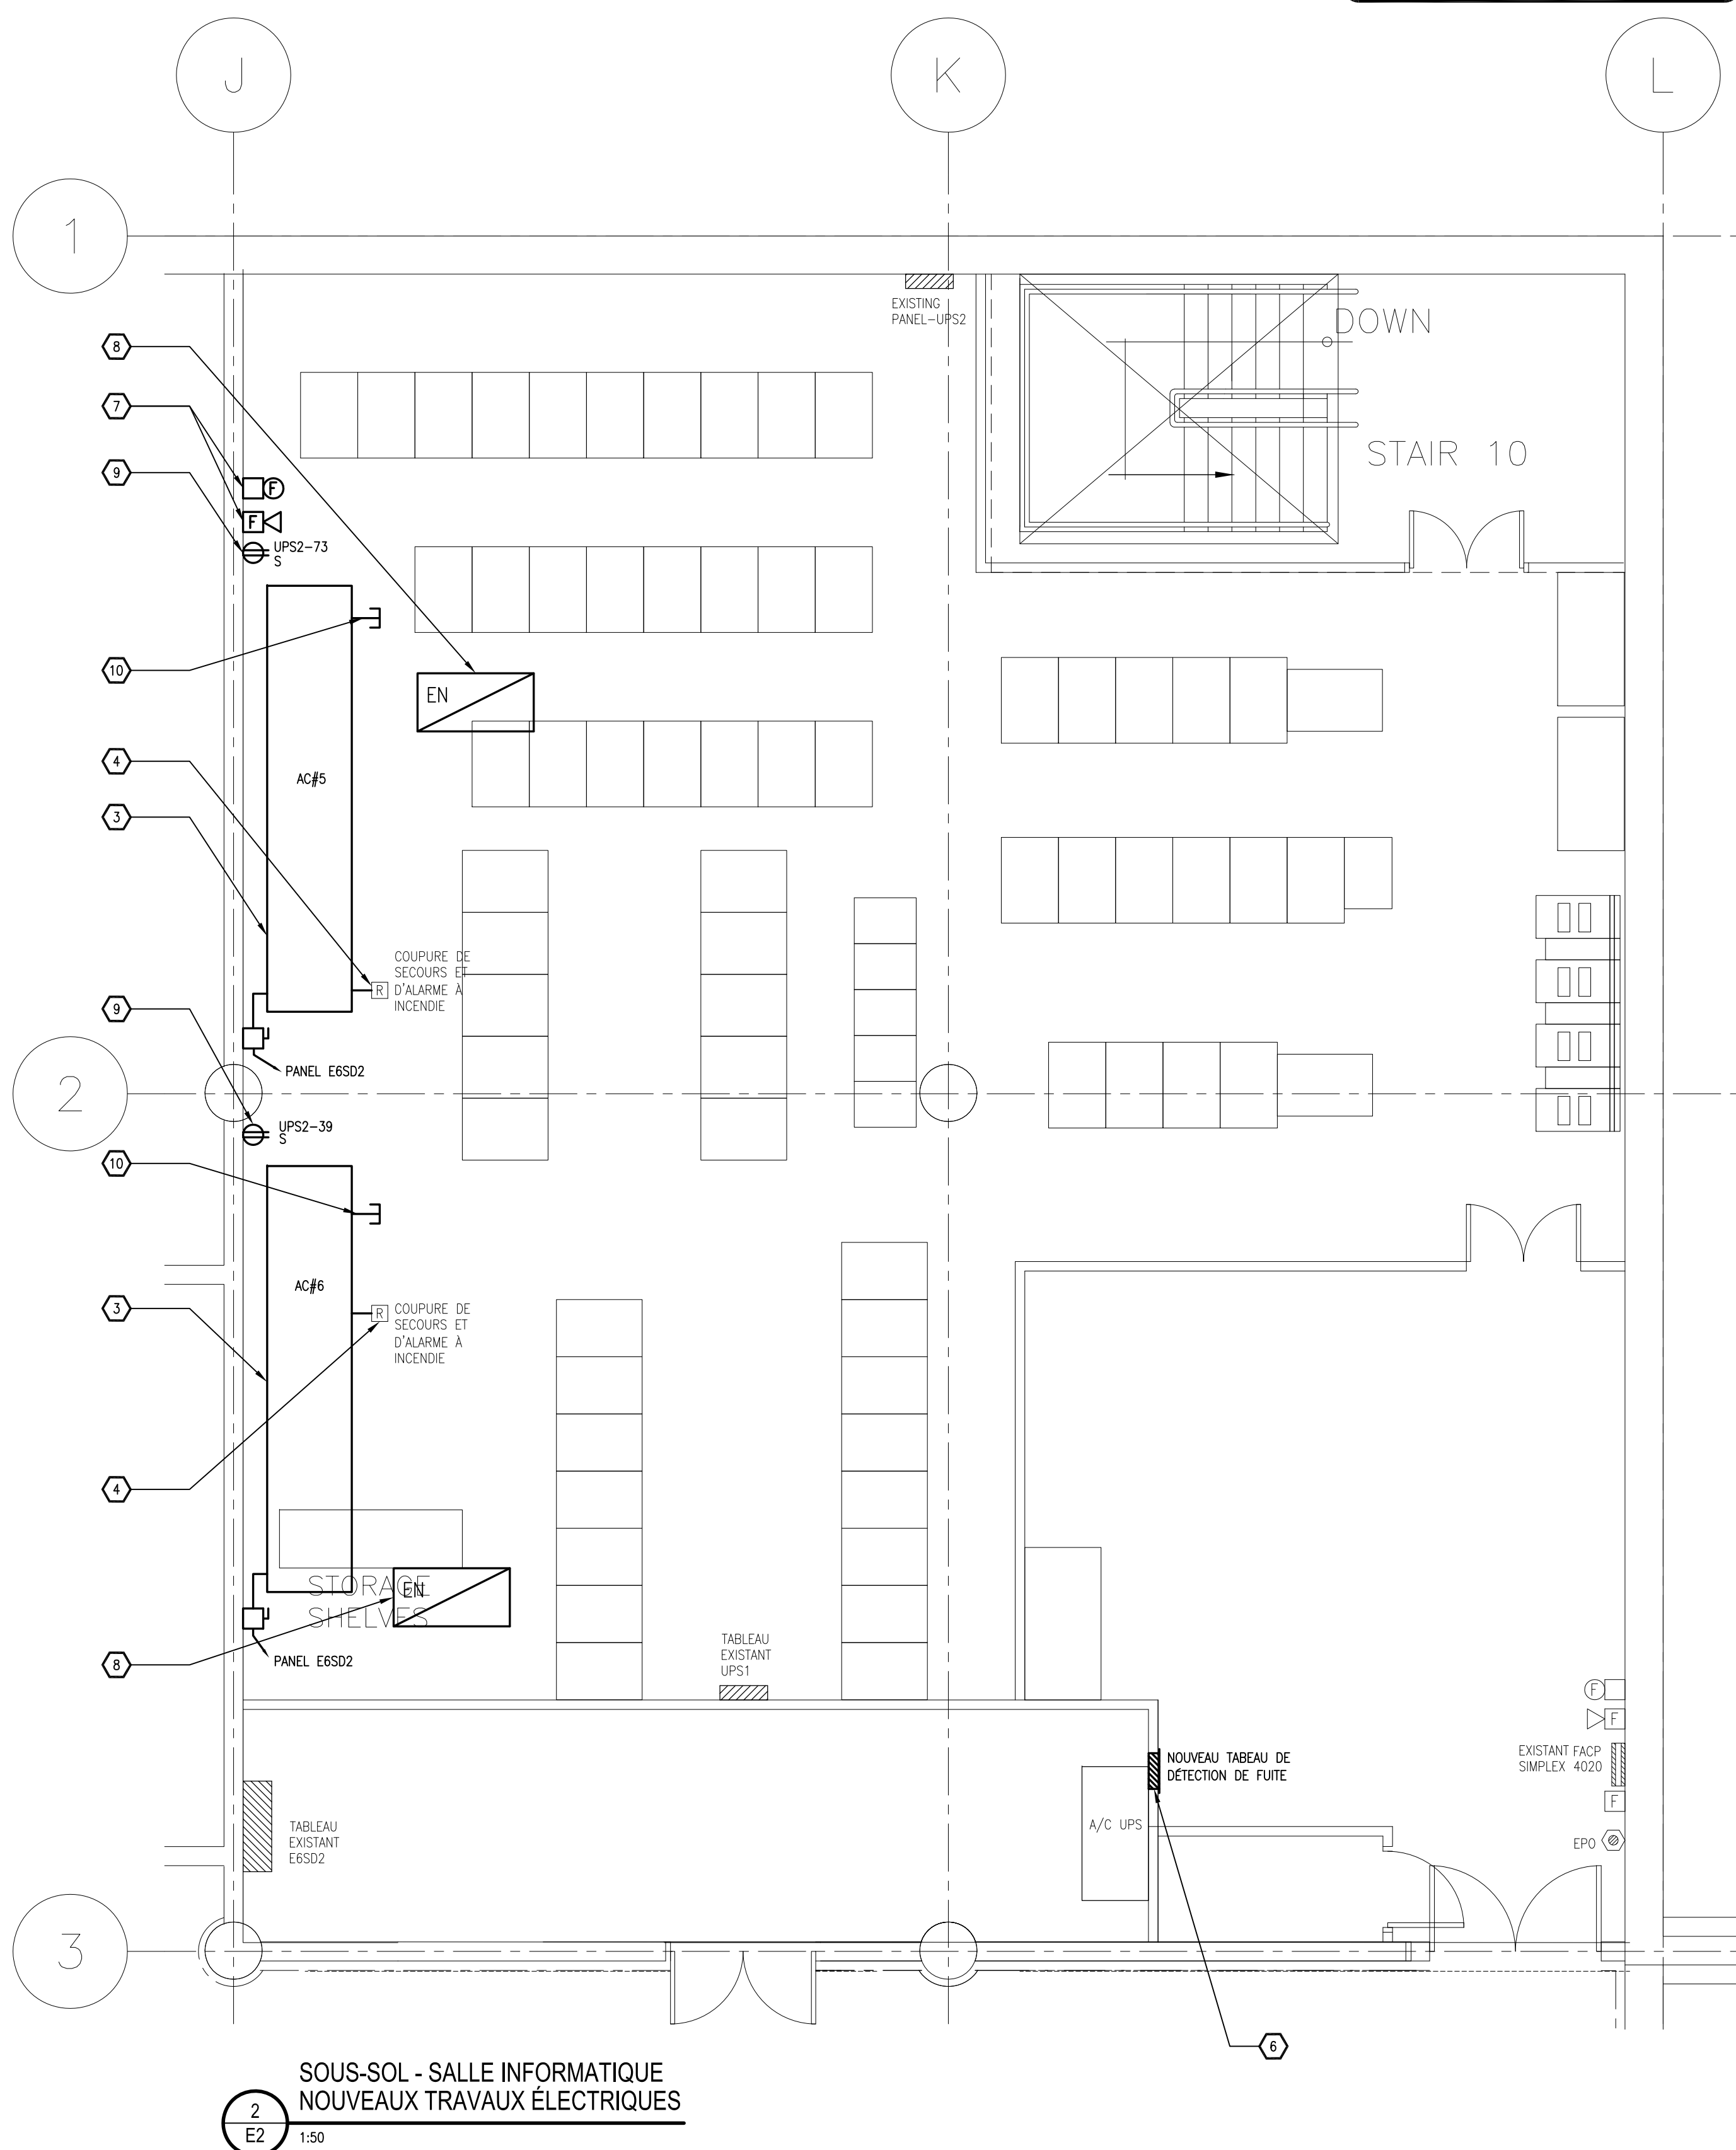 J
K
L
1
EXISTING
PANEL-UPS2
DOWN
8
7
STAIR 10
9
F
F
UPS2-73
S
10
EN
4
AC#5
3
COUPURE DE
SECOURS ET
D'ALARME À
INCENDIE
R
9
PANEL E6SD2
2
UPS2-39
S
10
AC#6
3
R
COUPURE DE
SECOURS ET
D'ALARME À
INCENDIE
4
STORAGE
SHELVES
EN
8
PANEL E6SD2
TABLEAU
EXISTANT
UPS1
F
F
NOUVEAU TABEAU DE
DÉTECTION DE FUITE
EXISTANT FACP
SIMPLEX 4020
F
A/C UPS
TABLEAU
EXISTANT
E6SD2
EPO
3
6
SOUS-SOL - SALLE INFORMATIQUE
NOUVEAUX TRAVAUX ÉLECTRIQUES
2
E2
1:50